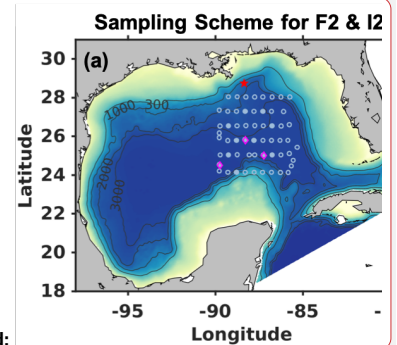 Sampling Scheme for F2 & I2
(a)
30
28
26
24
22
20
18
Latitude
1000 300
2000
3000
-95 -90 -85
Longitude
d: